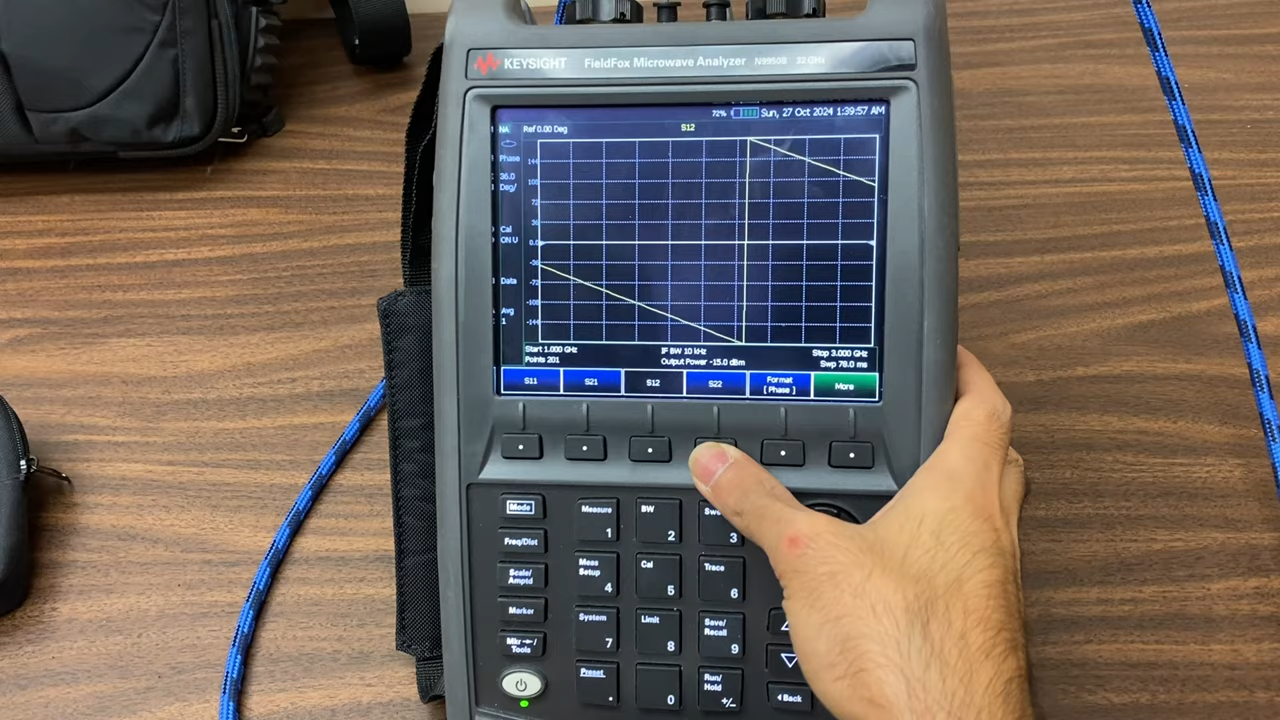 KEYSIGHT FieldFox Microwave Analyzer N9950B 32 GHz
72% Sun, 27 Oct 2024 1:39:57 AM
NA Ref 0.00 Deg S12
Phase
36.0
Deg/
Cal
ON U
Data
Avg
1
144
108
72
36
0.0
-36
-72
-108
-144
Start 1.000 GHz IF BW 10 kHz Stop 3.000 GHz
Points 201 Output Power -15.0 dBm Swp 78.0 ms
S11 S21 S12 S22 Format More
[ Phase ]
Mode Measure 1 BW 2 3
Freq/Dist
Scale/
Amptd Meas
Setup 4 Cal 5 Trace 6
Marker
System 7 Limit 8 Save/
Recall 9
Mkr→/
Tools
Preset . 0 Run/
Hold +/- Back